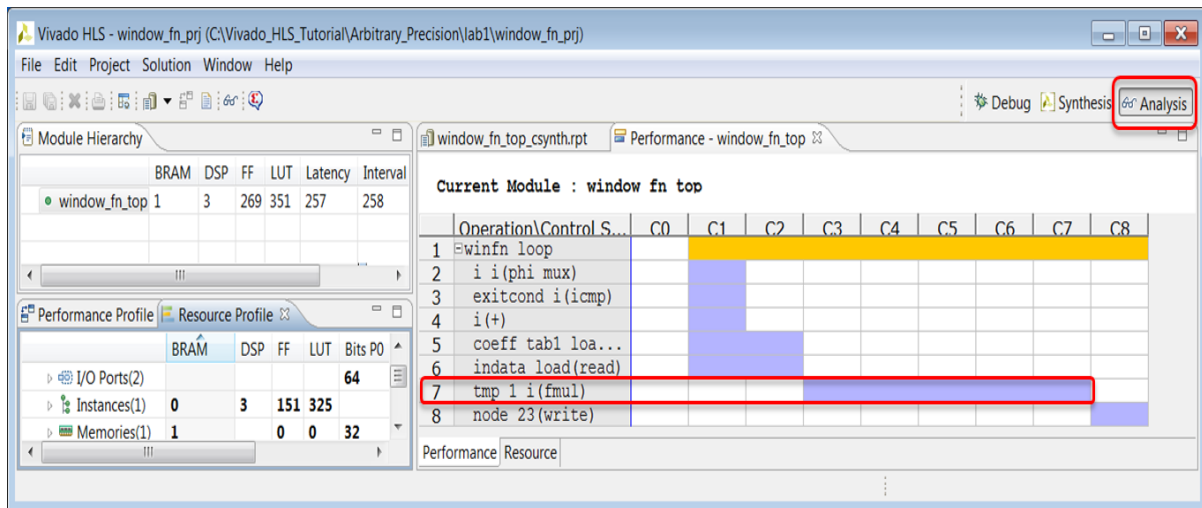 Vivado HLS - window_fn_prj (C:\Vivado_HLS_Tutorial\Arbitrary_Precision\lab1\window_fn_prj)
File Edit Project Solution Window Help
Debug Synthesis Analysis
Module Hierarchy
BRAM DSP FF LUT Latency Interval
window_fn_top 1 3 269 351 257 258
Performance Profile Resource Profile
BRAM DSP FF LUT Bits P0
I/O Ports(2) 64
Instances(1) 0 3 151 325
Memories(1) 1 0 0 32
window_fn_top_csynth.rpt Performance - window_fn_top
Current Module : window fn top
Operation\Control S... C0 C1 C2 C3 C4 C5 C6 C7 C8
1 winfn loop
2 i i(phi mux)
3 exitcond i(icmp)
4 i(+)
5 coeff tab1 loa...
6 indata load(read)
7 tmp 1 i(fmul)
8 node 23(write)
Performance Resource